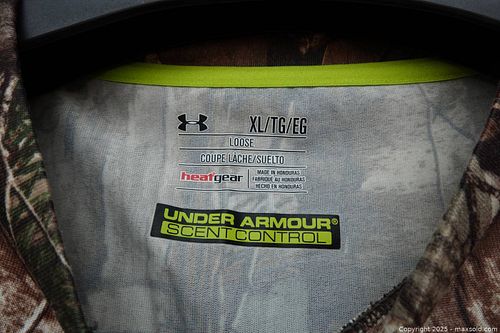 XL/TG/EG
LOOSE
COUPE LÂCHE/SUELTO
heatgear
MADE IN HONDURAS
FABRIQUÉ AU HONDURAS
HECHO EN HONDURAS
UNDER ARMOUR®
SCENT CONTROL
Copyright 2025 - maxsold.com